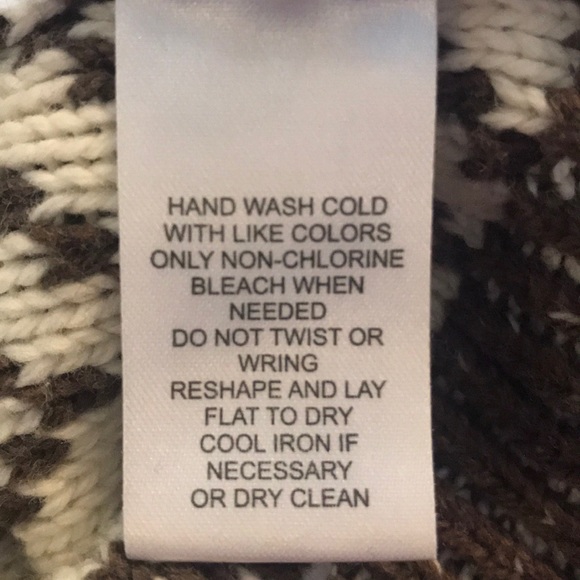 HAND WASH COLD
WITH LIKE COLORS
ONLY NON-CHLORINE
BLEACH WHEN
NEEDED
DO NOT TWIST OR
WRING
RESHAPE AND LAY
FLAT TO DRY
COOL IRON IF
NECESSARY
OR DRY CLEAN